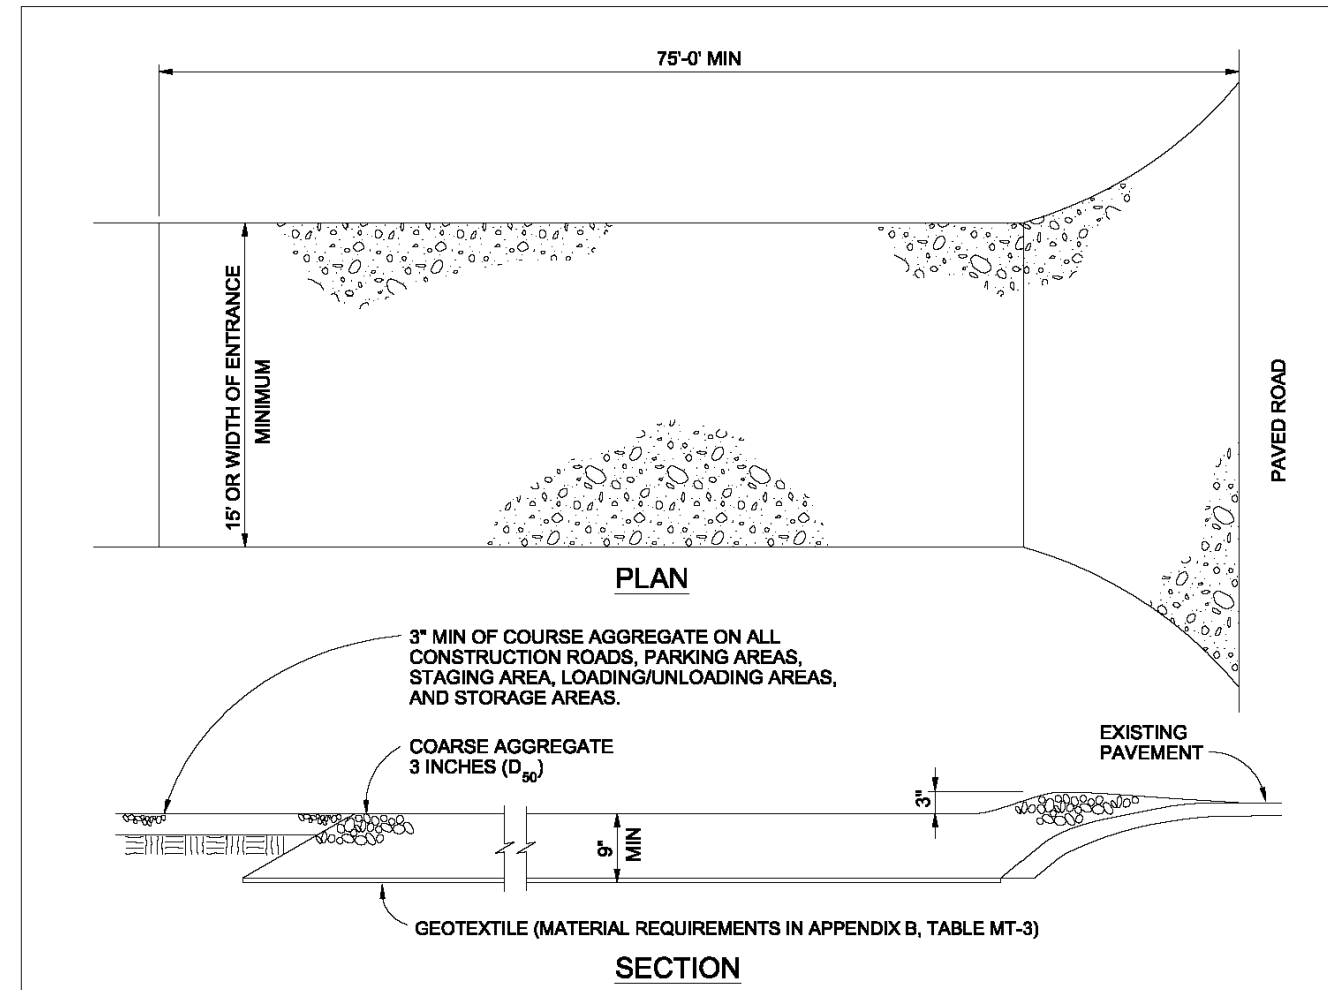 75'-0' MIN
15' OR WIDTH OF ENTRANCE
MINIMUM
PAVED ROAD
PLAN
3" MIN OF COURSE AGGREGATE ON ALL
CONSTRUCTION ROADS, PARKING AREAS,
STAGING AREA, LOADING/UNLOADING AREAS,
AND STORAGE AREAS.
COARSE AGGREGATE
3 INCHES (D50)
EXISTING
PAVEMENT
3"
9"
MIN
GEOTEXTILE (MATERIAL REQUIREMENTS IN APPENDIX B, TABLE MT-3)
SECTION